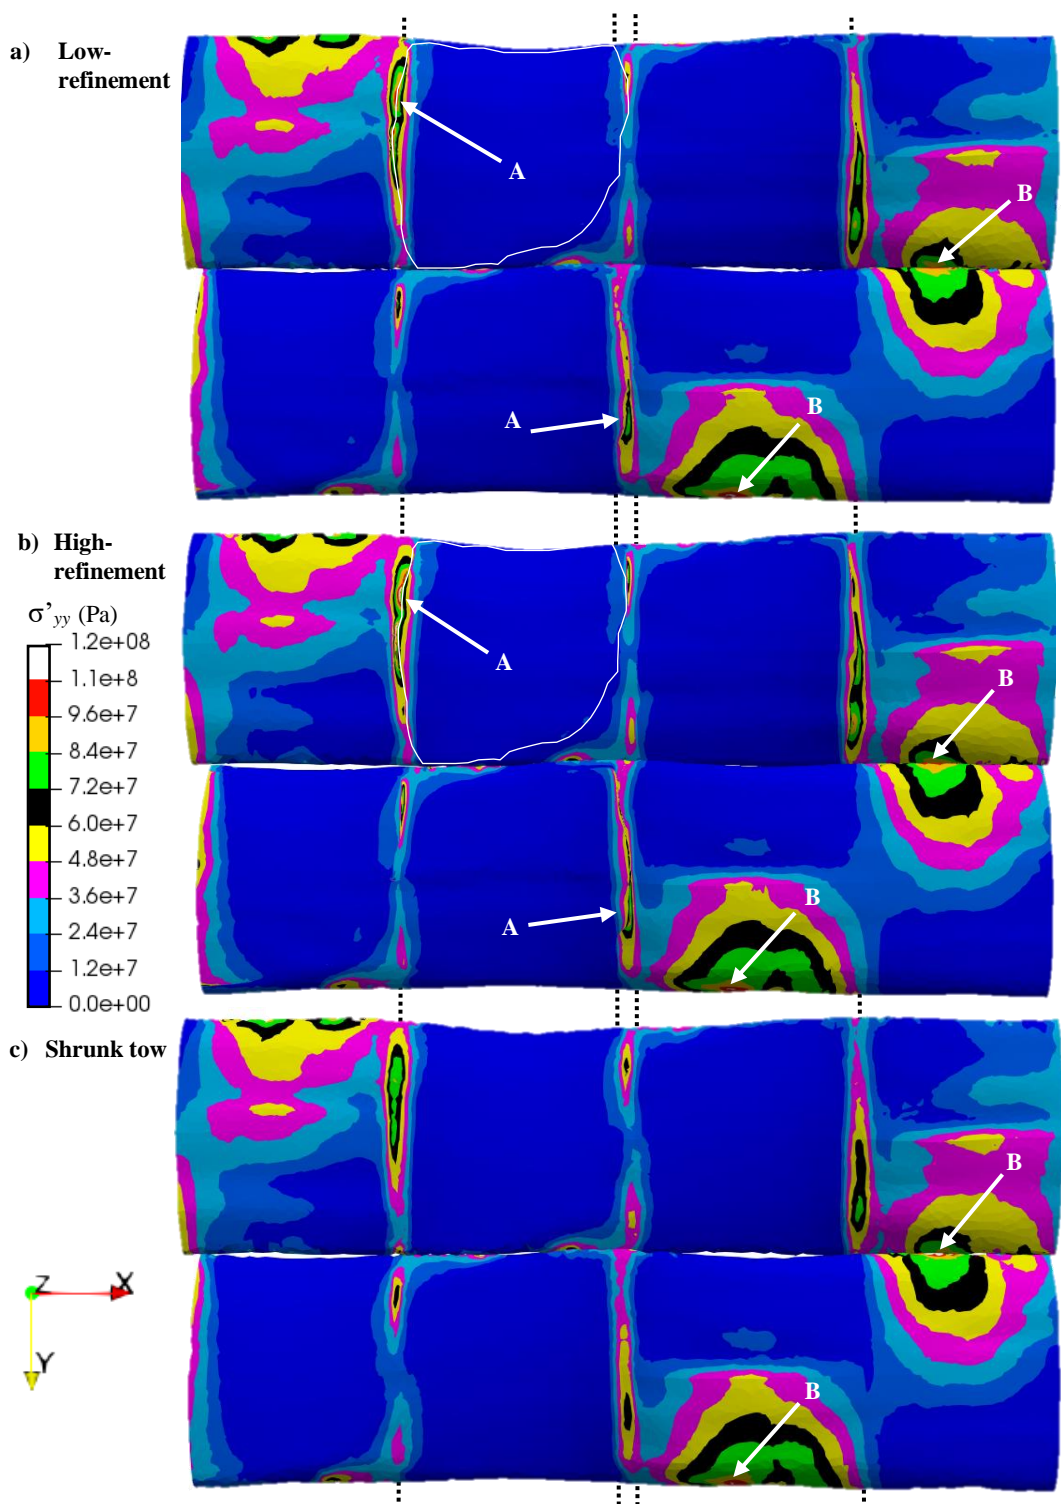 a) Low-
refinement
A
B
A
B
b) High-
refinement
σ’yy (Pa)
1.2e+08
1.1e+8
9.6e+7
8.4e+7
7.2e+7
6.0e+7
4.8e+7
3.6e+7
2.4e+7
1.2e+7
0.0e+00
A
B
A
B
c) Shrunk tow
B
B
Z X
Y